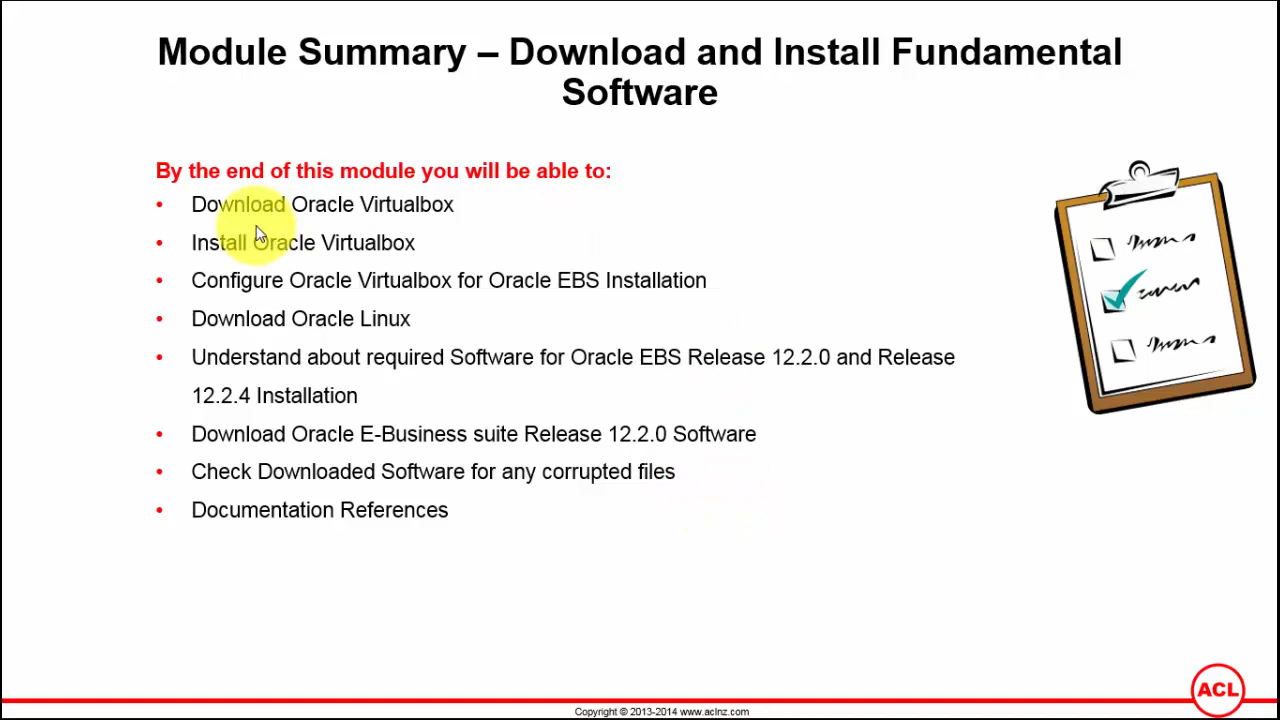 Module Summary – Download and Install Fundamental
Software
By the end of this module you will be able to:
• Download Oracle Virtualbox
• Install Oracle Virtualbox
• Configure Oracle Virtualbox for Oracle EBS Installation
• Download Oracle Linux
• Understand about required Software for Oracle EBS Release 12.2.0 and Release
12.2.4 Installation
• Download Oracle E-Business suite Release 12.2.0 Software
• Check Downloaded Software for any corrupted files
• Documentation References
ACL
Copyright © 2013-2014 www.aclnz.com